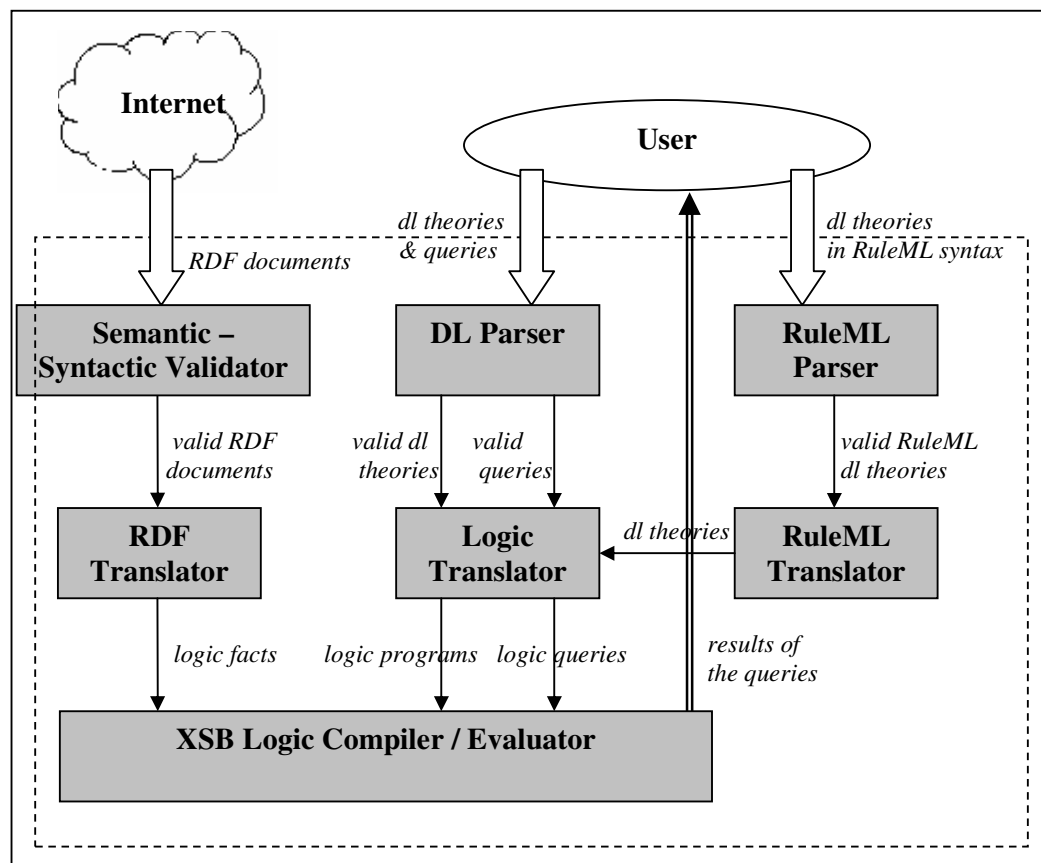 Internet
User
dl theories
& queries
dl theories
in RuleML syntax
RDF documents
Semantic –
Syntactic Validator
DL Parser
RuleML
Parser
valid RDF
documents
valid dl
theories
valid
queries
valid RuleML
dl theories
RDF
Translator
Logic
Translator
dl theories
RuleML
Translator
logic facts
logic programs
logic queries
results of
the queries
XSB Logic Compiler / Evaluator